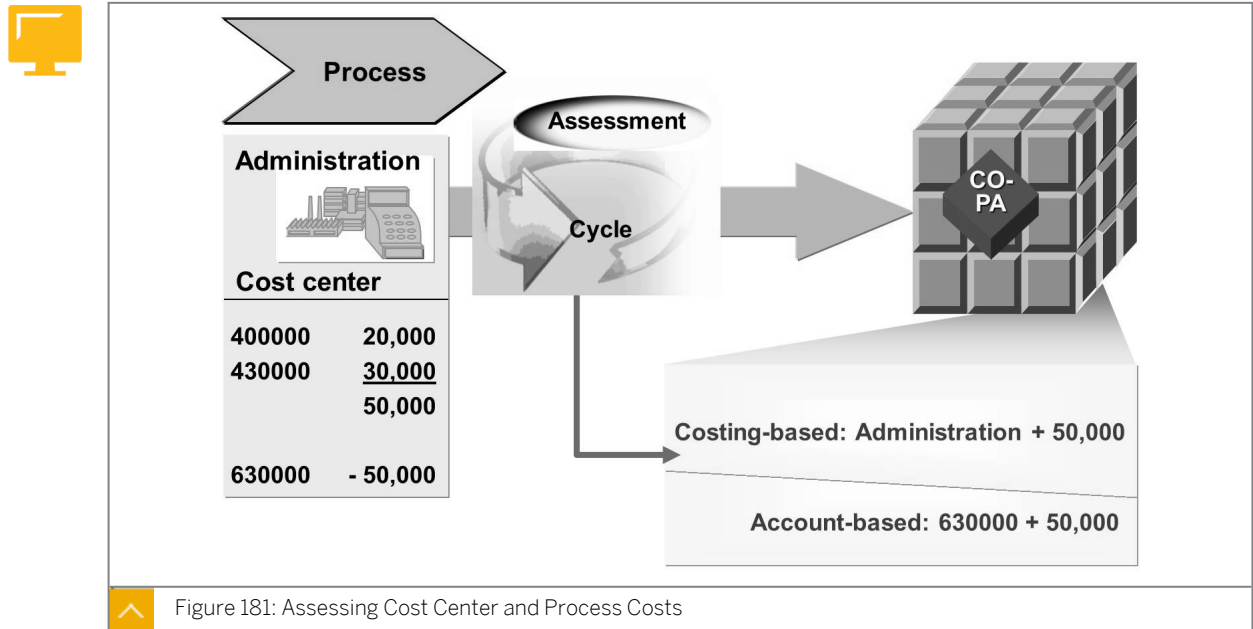 Process
Assessment
Administration
Cycle
CO-
PA
Cost center
400000 20,000
430000 30,000
50,000
630000 - 50,000
Costing-based: Administration + 50,000
Account-based: 630000 + 50,000
Figure 181: Assessing Cost Center and Process Costs